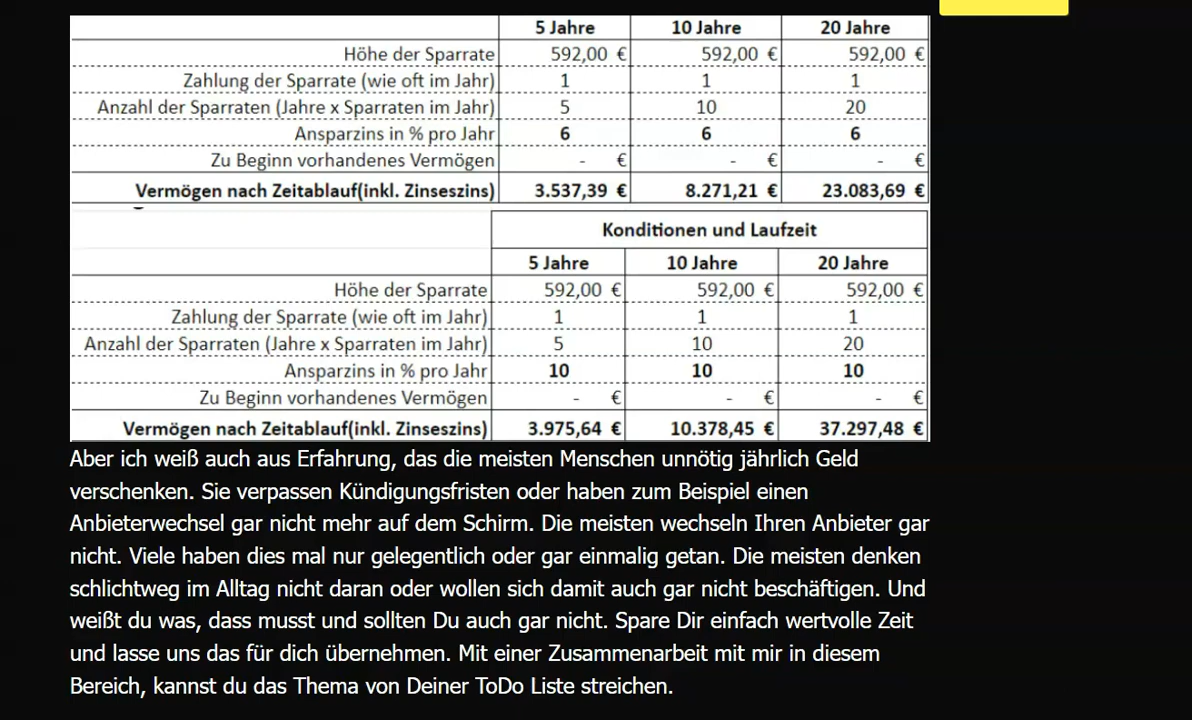 5 Jahre 10 Jahre 20 Jahre
Höhe der Sparrate 592,00 € 592,00 € 592,00 €
Zahlung der Sparrate (wie oft im Jahr) 1 1 1
Anzahl der Sparraten (Jahre x Sparraten im Jahr) 5 10 20
Ansparzins in % pro Jahr 6 6 6
Zu Beginn vorhandenes Vermögen - € - € - €
Vermögen nach Zeitablauf(inkl. Zinseszins) 3.537,39 € 8.271,21 € 23.083,69 €
Konditionen und Laufzeit
5 Jahre 10 Jahre 20 Jahre
Höhe der Sparrate 592,00 € 592,00 € 592,00 €
Zahlung der Sparrate (wie oft im Jahr) 1 1 1
Anzahl der Sparraten (Jahre x Sparraten im Jahr) 5 10 20
Ansparzins in % pro Jahr 10 10 10
Zu Beginn vorhandenes Vermögen - € - € - €
Vermögen nach Zeitablauf(inkl. Zinseszins) 3.975,64 € 10.378,45 € 37.297,48 €
Aber ich weiß auch aus Erfahrung, das die meisten Menschen unnötig jährlich Geld
verschenken. Sie verpassen Kündigungsfristen oder haben zum Beispiel einen
Anbieterwechsel gar nicht mehr auf dem Schirm. Die meisten wechseln Ihren Anbieter gar
nicht. Viele haben dies mal nur gelegentlich oder gar einmalig getan. Die meisten denken
schlichtweg im Alltag nicht daran oder wollen sich damit auch gar nicht beschäftigen. Und
weißt du was, dass musst und sollten Du auch gar nicht. Spare Dir einfach wertvolle Zeit
und lasse uns das für dich übernehmen. Mit einer Zusammenarbeit mit mir in diesem
Bereich, kannst du das Thema von Deiner ToDo Liste streichen.